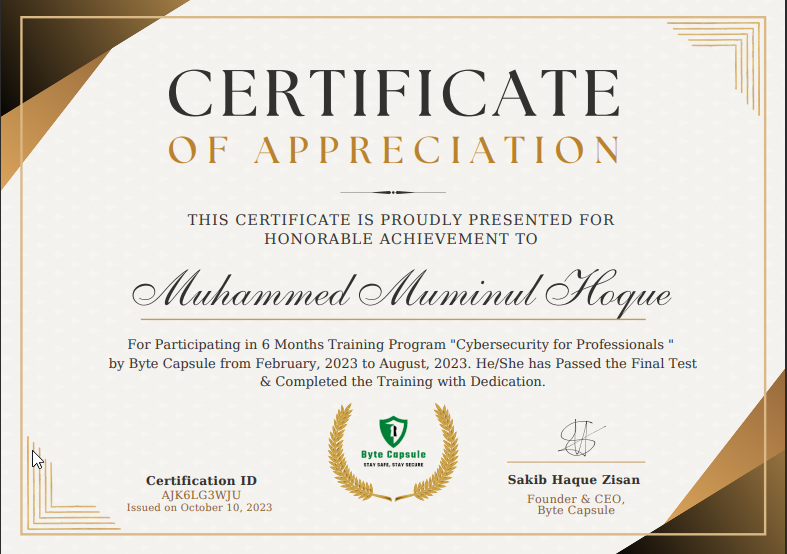 CERTIFICATE
OF APPRECIATION
THIS CERTIFICATE IS PROUDLY PRESENTED FOR
HONORABLE ACHIEVEMENT TO
Muhammed Muminul Hoque
For Participating in 6 Months Training Program "Cybersecurity for Professionals "
by Byte Capsule from February, 2023 to August, 2023. He/She has Passed the Final Test
& Completed the Training with Dedication.
Byte Capsule
STAY SAFE, STAY SECURE
Certification ID
AJK6LG3WJU
Issued on October 10, 2023
Sakib Haque Zisan
Founder & CEO,
Byte Capsule